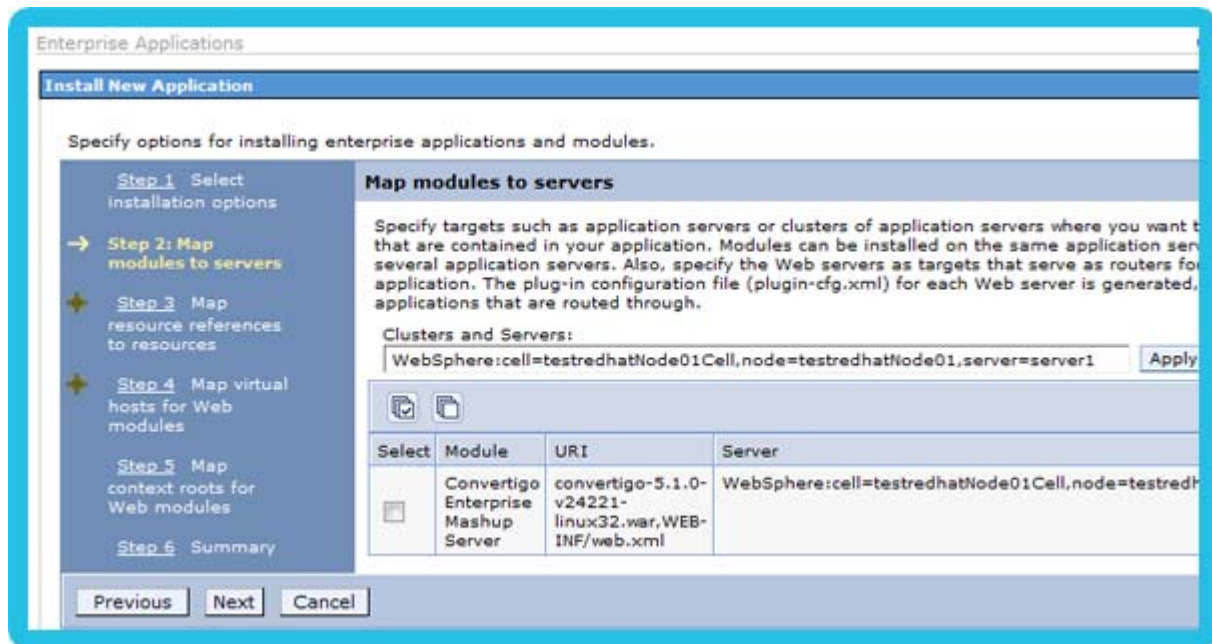 Enterprise Applications
Install New Application
Specify options for installing enterprise applications and modules.
Step 1 Select
installation options
Step 2: Map
modules to servers
Step 3 Map
resource references
to resources
Step 4 Map virtual
hosts for Web
modules
Step 5 Map
context roots for
Web modules
Step 6 Summary
Map modules to servers
Specify targets such as application servers or clusters of application servers where you want t
that are contained in your application. Modules can be installed on the same application ser
several application servers. Also, specify the Web servers as targets that serve as routers fo
application. The plug-in configuration file (plugin-cfg.xml) for each Web server is generated,
applications that are routed through.
Clusters and Servers:
WebSphere:cell=testredhatNode01Cell,node=testredhatNode01,server=server1 Apply
Select Module URI Server
Convertigo
Enterprise
Mashup
Server
convertigo-5.1.0-
v24221-
linux32.war,WEB-
INF/web.xml
WebSphere:cell=testredhatNode01Cell,node=testredh
Previous Next Cancel